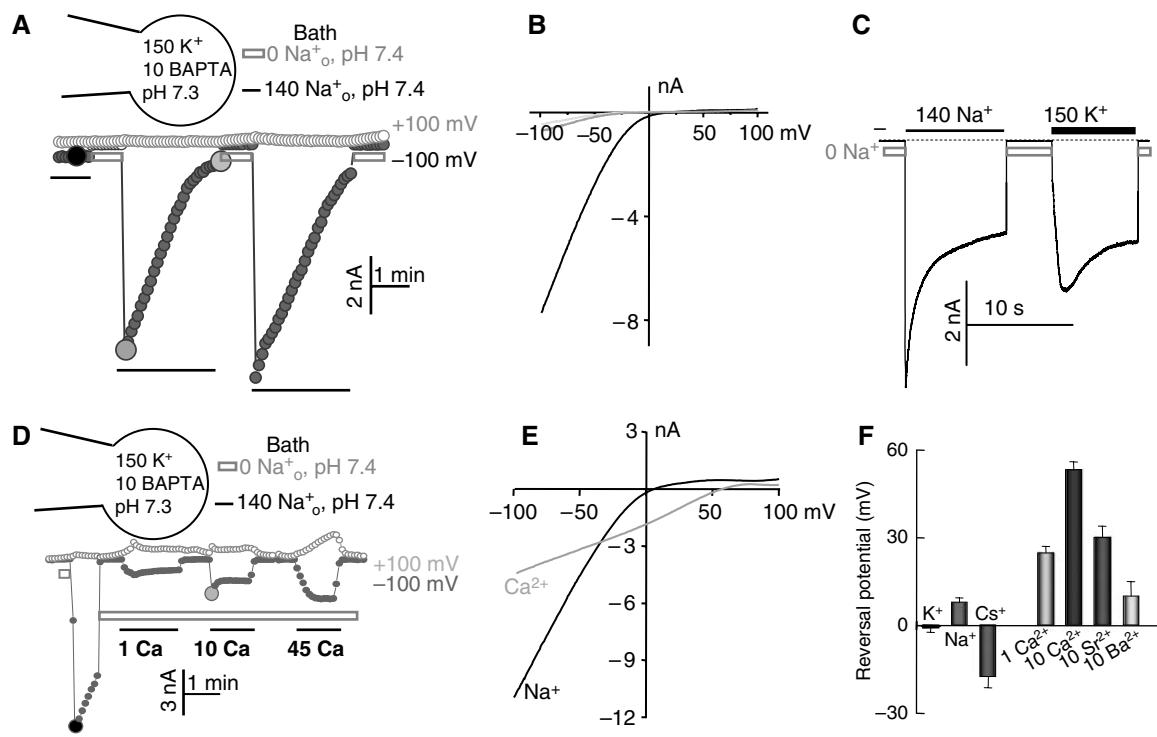 A
150 K⁺
10 BAPTA
pH 7.3
Bath
0 Na⁺ₒ, pH 7.4
140 Na⁺ₒ, pH 7.4
+100 mV
−100 mV
2 nA
1 min
B
nA
−100
−50
50
100 mV
−4
−8
C
140 Na⁺
150 K⁺
0 Na⁺
10 s
2 nA
D
150 K⁺
10 BAPTA
pH 7.3
Bath
0 Na⁺ₒ, pH 7.4
140 Na⁺ₒ, pH 7.4
+100 mV
−100 mV
1 Ca
10 Ca
45 Ca
3 nA
1 min
E
3
nA
−100
−50
50
100 mV
−3
Ca²⁺
−6
−9
Na⁺
−12
F
Reversal potential (mV)
60
30
0
−30
K⁺
Na⁺
Cs⁺
1 Ca²⁺
10 Ca²⁺
10 Sr²⁺
10 Ba²⁺